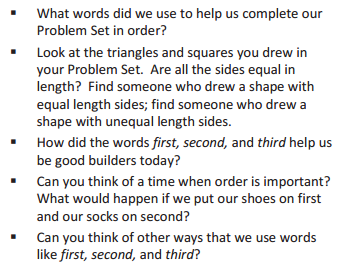 ▪ What words did we use to help us complete our
Problem Set in order?
▪ Look at the triangles and squares you drew in
your Problem Set. Are all the sides equal in
length? Find someone who drew a shape with
equal length sides; find someone who drew a
shape with unequal length sides.
▪ How did the words first, second, and third help us
be good builders today?
▪ Can you think of a time when order is important?
What would happen if we put our shoes on first
and our socks on second?
▪ Can you think of other ways that we use words
like first, second, and third?